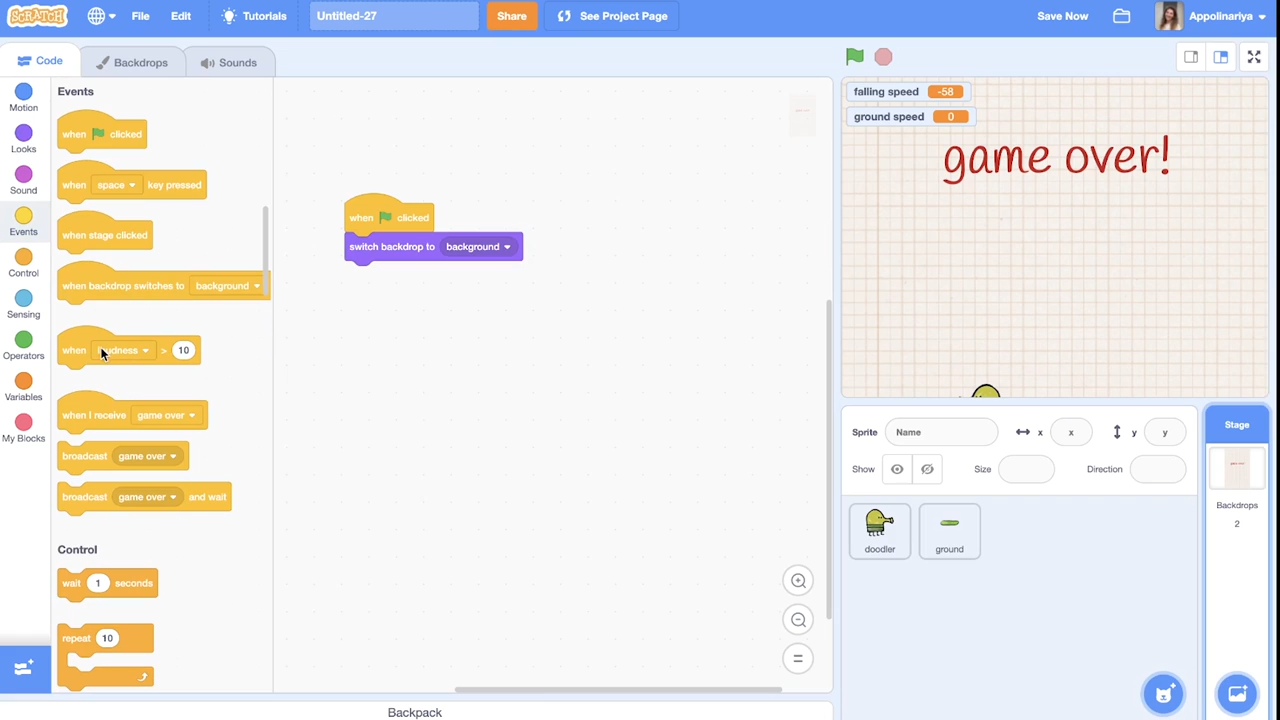 SCRATCH File Edit Tutorials Untitled-27 Share See Project Page Save Now Appolinariya
Code Backdrops Sounds
Motion
Looks
Sound
Events
Control
Sensing
Operators
Variables
My Blocks
Events
when clicked
when space key pressed
when stage clicked
when backdrop switches to background
when > 10
when I receive game over
broadcast game over
broadcast game over and wait
Control
wait 1 seconds
repeat 10
when clicked
switch backdrop to background
falling speed -58
ground speed 0
game over!
Sprite Name x x y y
Show Size Direction
doodler ground
Stage
Backdrops
2
Backpack